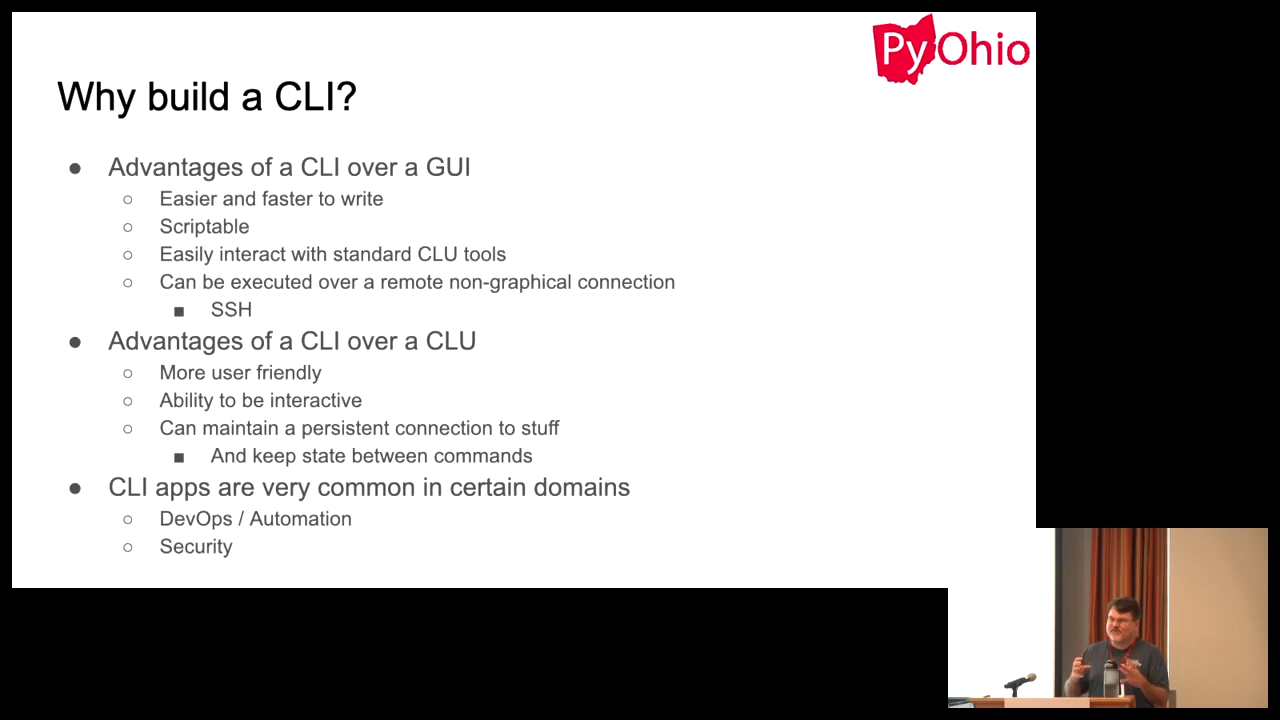 PyOhio
Why build a CLI?
● Advantages of a CLI over a GUI
○ Easier and faster to write
○ Scriptable
○ Easily interact with standard CLU tools
○ Can be executed over a remote non-graphical connection
■ SSH
● Advantages of a CLI over a CLU
○ More user friendly
○ Ability to be interactive
○ Can maintain a persistent connection to stuff
■ And keep state between commands
● CLI apps are very common in certain domains
○ DevOps / Automation
○ Security